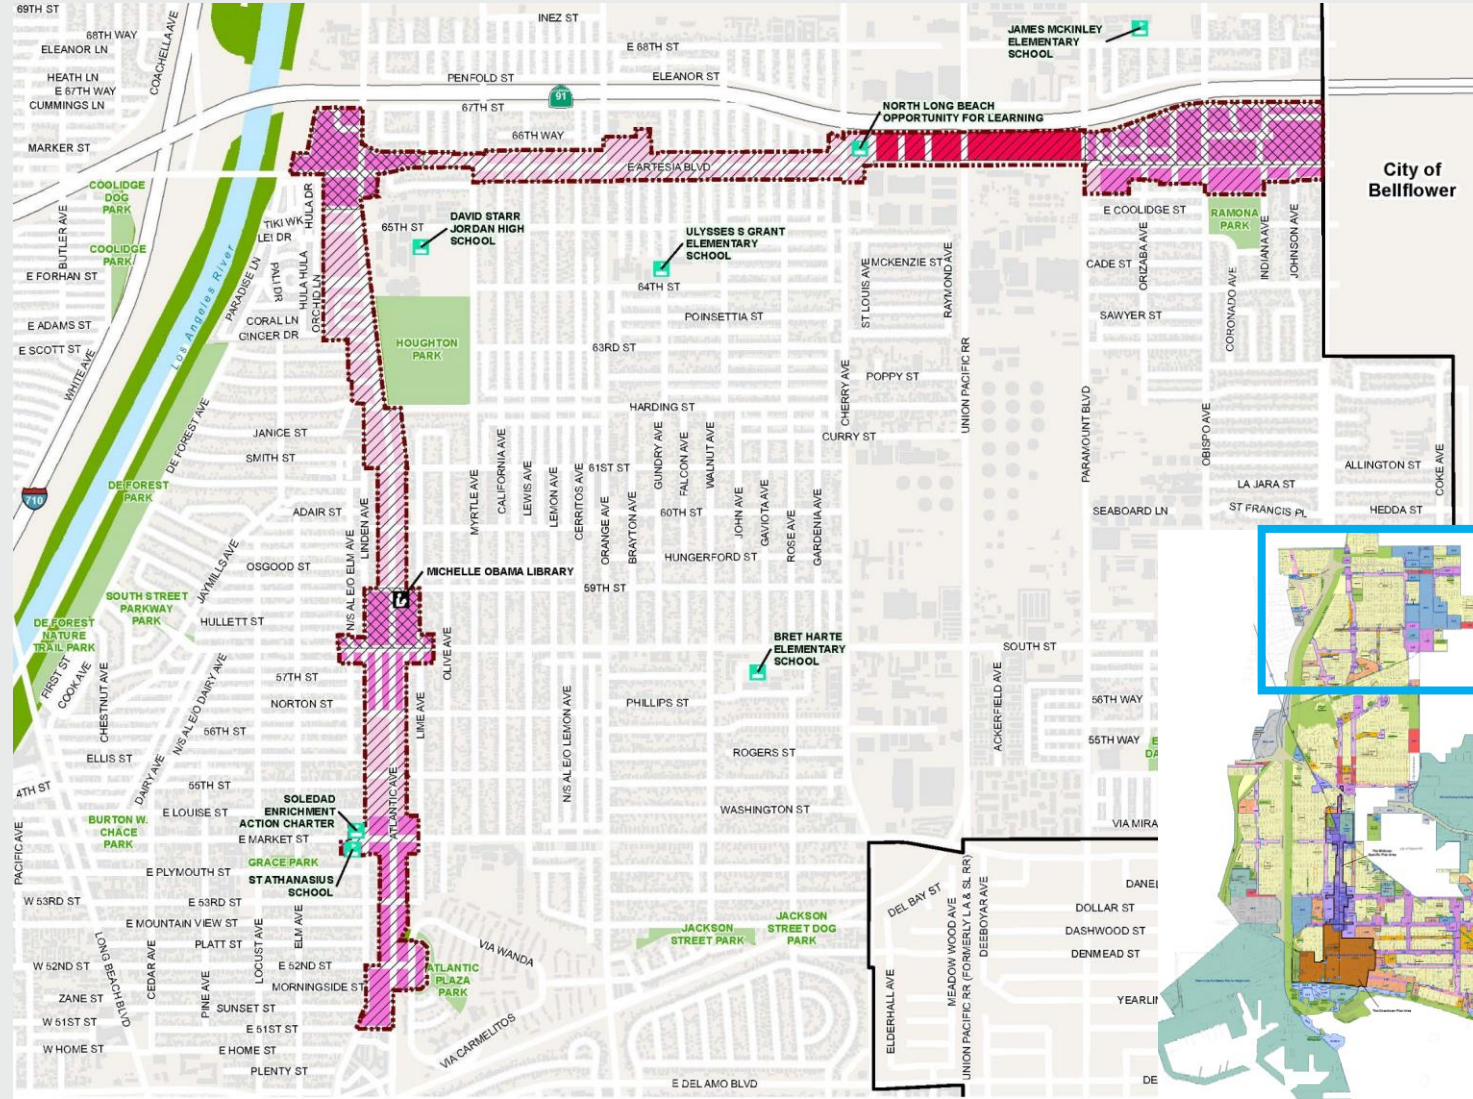 69TH ST
68TH WAY
ELEANOR LN
COACHELLA AVE
HEATH LN
E 67TH WAY
CUMMINGS LN
MARKER ST
INEZ ST
E 68TH ST
PENFOLD ST
ELEANOR ST
91
67TH ST
66TH WAY
JAMES MCKINLEY
ELEMENTARY
SCHOOL
NORTH LONG BEACH
OPPORTUNITY FOR LEARNING
E ARTESIA BLVD
City of
Bellflower
COOLIDGE
DOG
PARK
COOLIDGE
PARK
BUTLER AVE
E FORHAN ST
E ADAMS ST
E SCOTT ST
WHITE AVE
Los Angeles River
HULA DR
TIKI WK
LEI DR
PARADISE LN
PALI DR
HULA HULA
ORCHID LN
CORAL LN
GINGER DR
65TH ST
DAVID STARR
JORDAN HIGH
SCHOOL
ULYSSES S GRANT
ELEMENTARY
SCHOOL
64TH ST
POINSETTIA ST
HOUGHTON
PARK
63RD ST
HARDING ST
E MCKENZIE ST
ST LOUIS AVE
RAYMOND AVE
POPPY ST
CHERRY AVE
CURRY ST
UNION PACIFIC RR
E COOLIDGE ST
RAMONA
PARK
CADE ST
ORIZABA AVE
SAWYER ST
CORONADO AVE
INDIANA AVE
JOHNSON AVE
PARAMOUNT BLVD
OBISPO AVE
ALLINGTON ST
COKE AVE
LA JARA ST
ST FRANCIS PL
HEDDA ST
SEABOARD LN
710
DE FOREST AVE
DE FOREST
PARK
JANICE ST
SMITH ST
ADAIR ST
LINDEN AVE
N/S AL E/O ELM AVE
OSGOOD ST
JAYMILLS AVE
SOUTH STREET
PARKWAY
PARK
HULLETT ST
DE FOREST
NATURE
TRAIL PARK
MYRTLE AVE
CALIFORNIA AVE
LEWIS AVE
LEMON AVE
CERRITOS AVE
61ST ST
ORANGE AVE
BRAYTON AVE
GUNDRY AVE
FALCON AVE
WALNUT AVE
60TH ST
JOHN AVE
GAVIOTA AVE
ROSE AVE
GARDENIA AVE
HUNGERFORD ST
59TH ST
MICHELLE OBAMA LIBRARY
FIRST ST
COOK AVE
CHESTNUT AVE
N/S AL E/O DAIRY AVE
57TH ST
NORTON ST
56TH ST
OLIVE AVE
LIME AVE
N/S AL E/O LEMON AVE
BRET HARTE
ELEMENTARY
SCHOOL
PHILLIPS ST
ROGERS ST
WASHINGTON ST
SOUTH ST
ACKERFIELD AVE
56TH WAY
55TH WAY
VIA MIRA
ELLIS ST
4TH ST
DAIRY AVE
55TH ST
E LOUISE ST
E MARKET ST
SOLEDAD
ENRICHMENT
ACTION CHARTER
ATLANTIC AVE
BURTON W.
CHACE
PARK
PACIFIC AVE
GRACE PARK
ST ATHANASIUS
SCHOOL
E PLYMOUTH ST
W 53RD ST
E 53RD ST
E MOUNTAIN VIEW ST
PLATT ST
ELM AVE
LOCUST AVE
W 52ND ST
E 52ND ST
LONG BEACH BLVD
CEDAR AVE
PINE AVE
MORNINGSIDE ST
ZANE ST
SUNSET ST
W 51ST ST
E 51ST ST
W HOME ST
E HOME ST
PLENTY ST
ATLANTIC
PLAZA
PARK
VIA WANDA
VIA CARMELITOS
JACKSON
STREET PARK
JACKSON
STREET DOG
PARK
E DEL AMO BLVD
DEL BAY ST
ELDERHALL AVE
MEADOW WOOD AVE
UNION PACIFIC RR (FORMERLY LA & SL RR)
DEEBOYAR AVE
DANEL
DOLLAR ST
DASHWOOD ST
DENMEAD ST
YEARLIN
DE